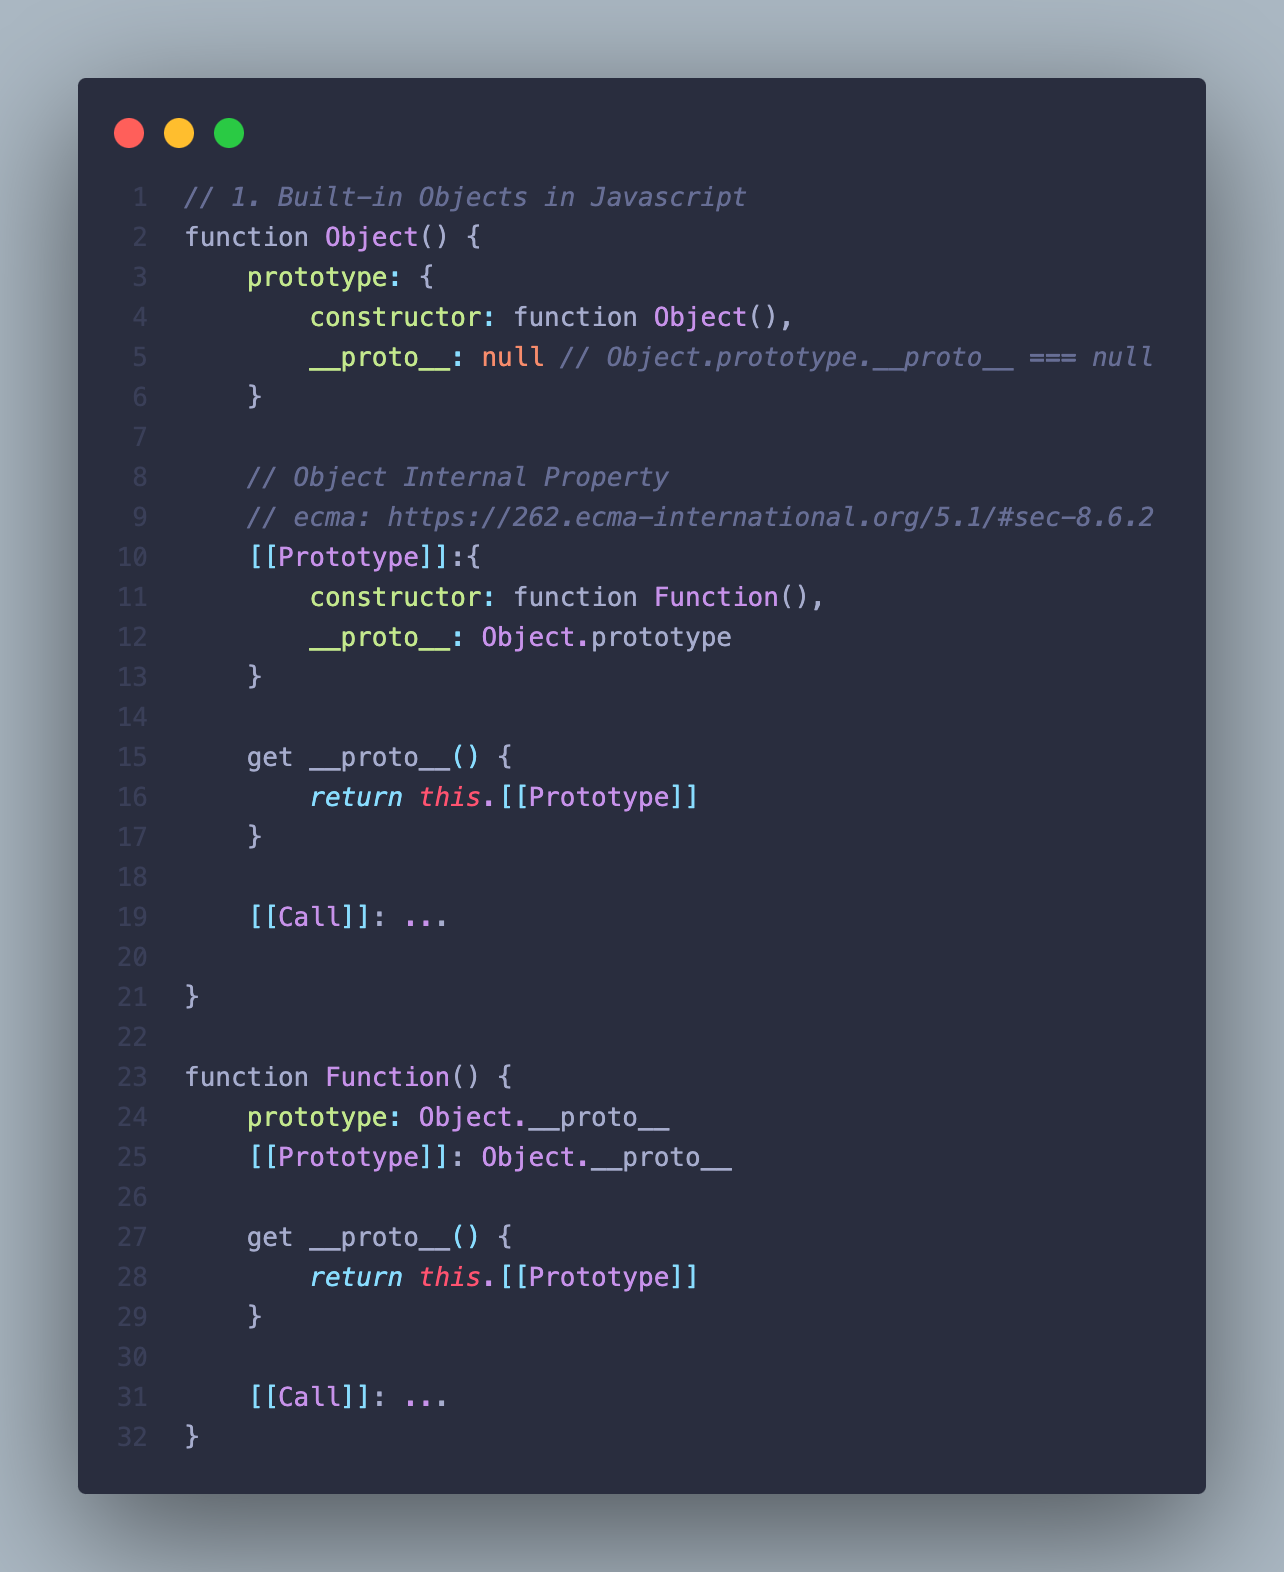 1 // 1. Built-in Objects in Javascript
2 function Object() {
3     prototype: {
4         constructor: function Object(),
5         __proto__: null // Object.prototype.__proto__ === null
6     }
7
8     // Object Internal Property
9     // ecma: https://262.ecma-international.org/5.1/#sec-8.6.2
10     [[Prototype]]:{
11         constructor: function Function(),
12         __proto__: Object.prototype
13     }
14
15     get __proto__() {
16         return this.[[Prototype]]
17     }
18
19     [[Call]]: ...
20
21 }
22
23 function Function() {
24     prototype: Object.__proto__
25     [[Prototype]]: Object.__proto__
26
27     get __proto__() {
28         return this.[[Prototype]]
29     }
30
31     [[Call]]: ...
32 }